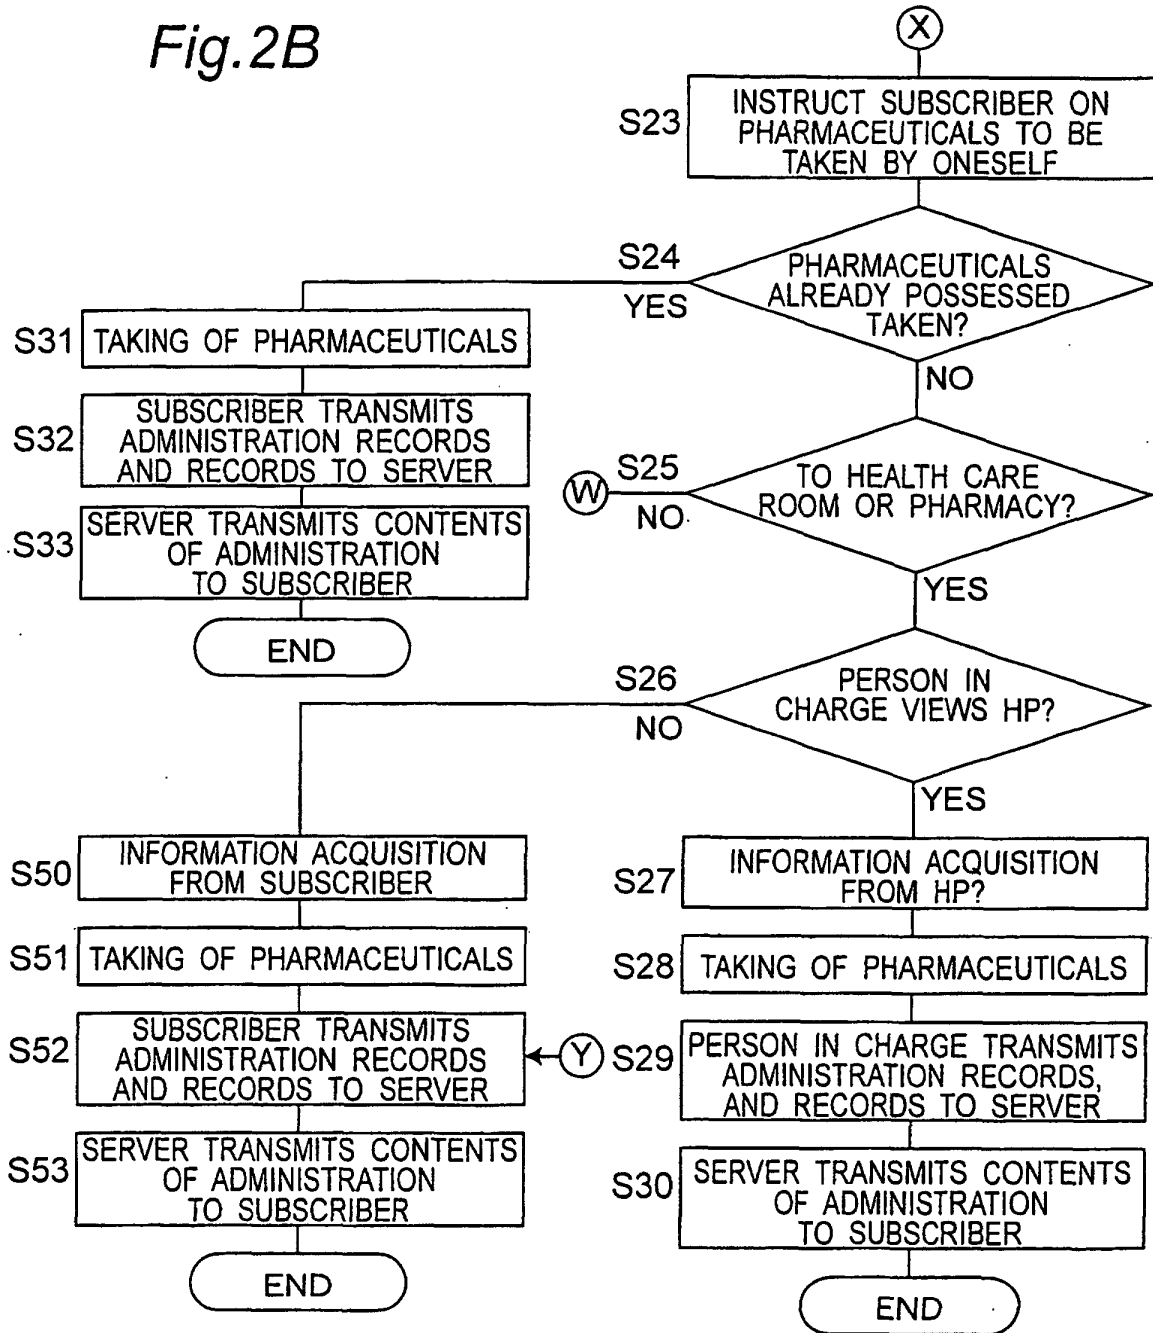 Fig.2B
X
S23
INSTRUCT SUBSCRIBER ON
PHARMACEUTICALS TO BE
TAKEN BY ONESELF
S24
YES
PHARMACEUTICALS
ALREADY POSSESSED
TAKEN?
NO
S31
TAKING OF PHARMACEUTICALS
S32
SUBSCRIBER TRANSMITS
ADMINISTRATION RECORDS
AND RECORDS TO SERVER
S33
SERVER TRANSMITS CONTENTS
OF ADMINISTRATION
TO SUBSCRIBER
END
W
S25
NO
TO HEALTH CARE
ROOM OR PHARMACY?
YES
S26
NO
PERSON IN
CHARGE VIEWS HP?
YES
S50
INFORMATION ACQUISITION
FROM SUBSCRIBER
S51
TAKING OF PHARMACEUTICALS
S52
SUBSCRIBER TRANSMITS
ADMINISTRATION RECORDS
AND RECORDS TO SERVER
Y
S53
SERVER TRANSMITS CONTENTS
OF ADMINISTRATION
TO SUBSCRIBER
END
S27
INFORMATION ACQUISITION
FROM HP?
S28
TAKING OF PHARMACEUTICALS
S29
PERSON IN CHARGE TRANSMITS
ADMINISTRATION RECORDS,
AND RECORDS TO SERVER
S30
SERVER TRANSMITS CONTENTS
OF ADMINISTRATION
TO SUBSCRIBER
END